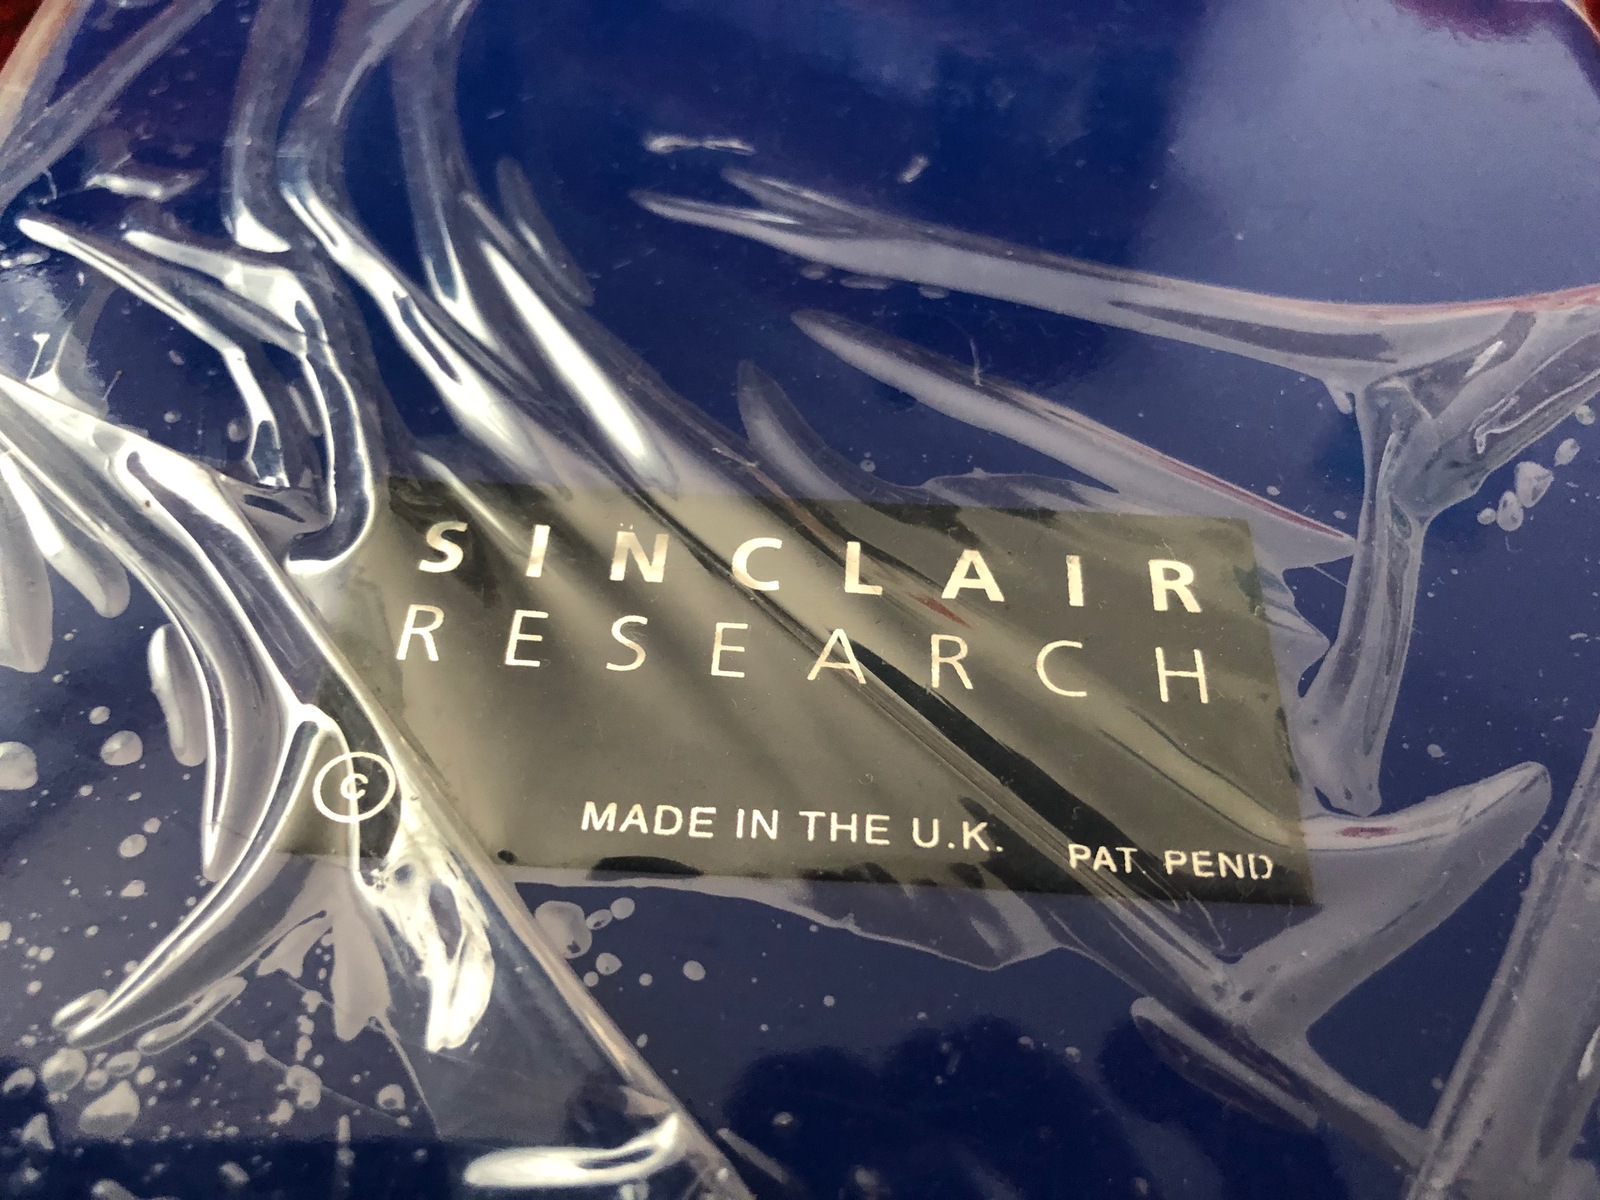 SINCLAIR
RESEARCH
©
MADE IN THE U.K.
PAT. PEND